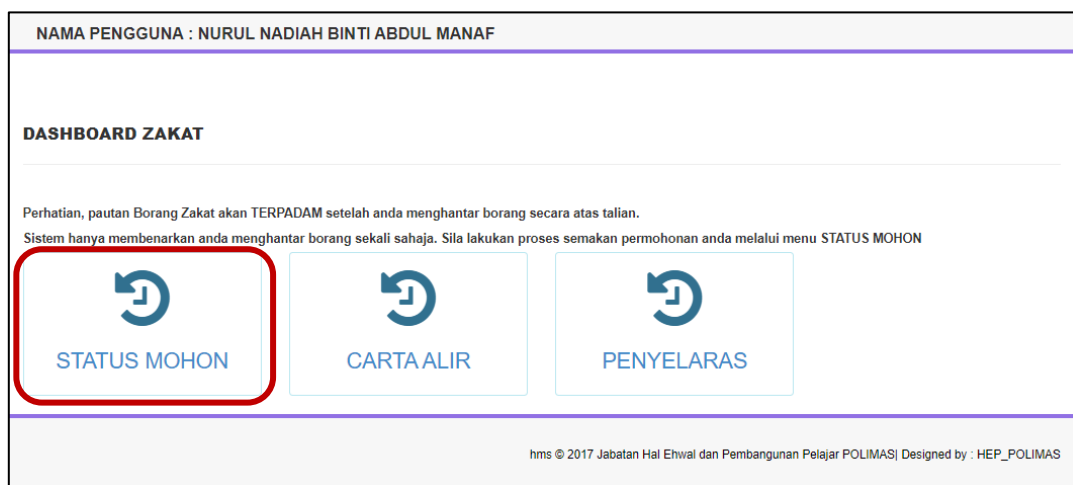 NAMA PENGGUNA : NURUL NADIAH BINTI ABDUL MANAF
DASHBOARD ZAKAT
Perhatian, pautan Borang Zakat akan TERPADAM setelah anda menghantar borang secara atas talian.
Sistem hanya membenarkan anda menghantar borang sekali sahaja. Sila lakukan proses semakan permohonan anda melalui menu STATUS MOHON
STATUS MOHON
CARTA ALIR
PENYELARAS
hms © 2017 Jabatan Hal Ehwal dan Pembangunan Pelajar POLIMAS| Designed by : HEP_POLIMAS